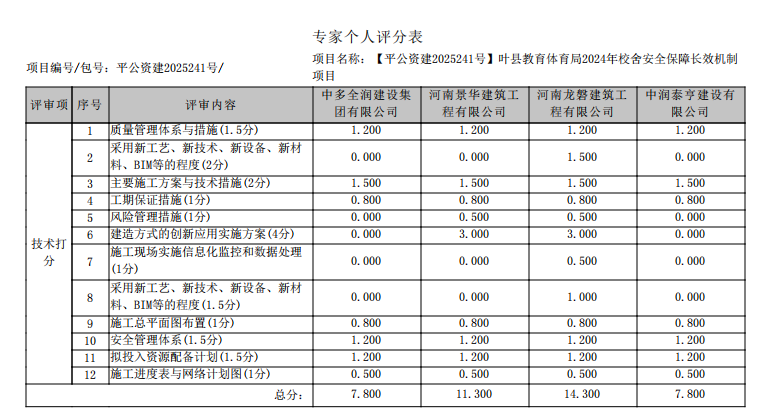 专家个人评分表
项目编号/包号: 平公资建2025241号/
项目名称: 【平公资建2025241号】叶县教育体育局2024年校舍安全保障长效机制
项目
评审项 序号 评审内容 中多全润建设集 河南景华建筑工 河南龙磐建筑工 中润泰亨建设有
团有限公司 程有限公司 程有限公司 限公司
技术打
分
1 质量管理体系与措施(1.5分) 1.200 1.200 1.200 1.200
2 采用新工艺、新技术、新设备、新材
料、BIM等的程度(2分) 0.000 0.000 1.500 0.000
3 主要施工方案与技术措施(2分) 1.500 1.500 1.500 1.500
4 工期保证措施(1分) 0.800 0.800 0.800 0.800
5 风险管理措施(1分) 0.000 0.500 0.500 0.000
6 建造方式的创新应用实施方案(4分) 0.000 3.000 3.000 0.000
7 施工现场实施信息化监控和数据处理
(1分) 0.000 0.000 0.500 0.000
8 采用新工艺、新技术、新设备、新材
料、BIM等的程度(1.5分) 0.000 0.000 1.000 0.000
9 施工总平面图布置(1分) 0.800 0.800 0.800 0.800
10 安全管理体系(1.5分) 1.200 1.200 1.200 1.200
11 拟投入资源配备计划(1.5分) 1.200 1.200 1.200 1.200
12 施工进度表与网络计划图(1分) 0.500 0.500 0.500 0.500
总分: 7.800 11.300 14.300 7.800